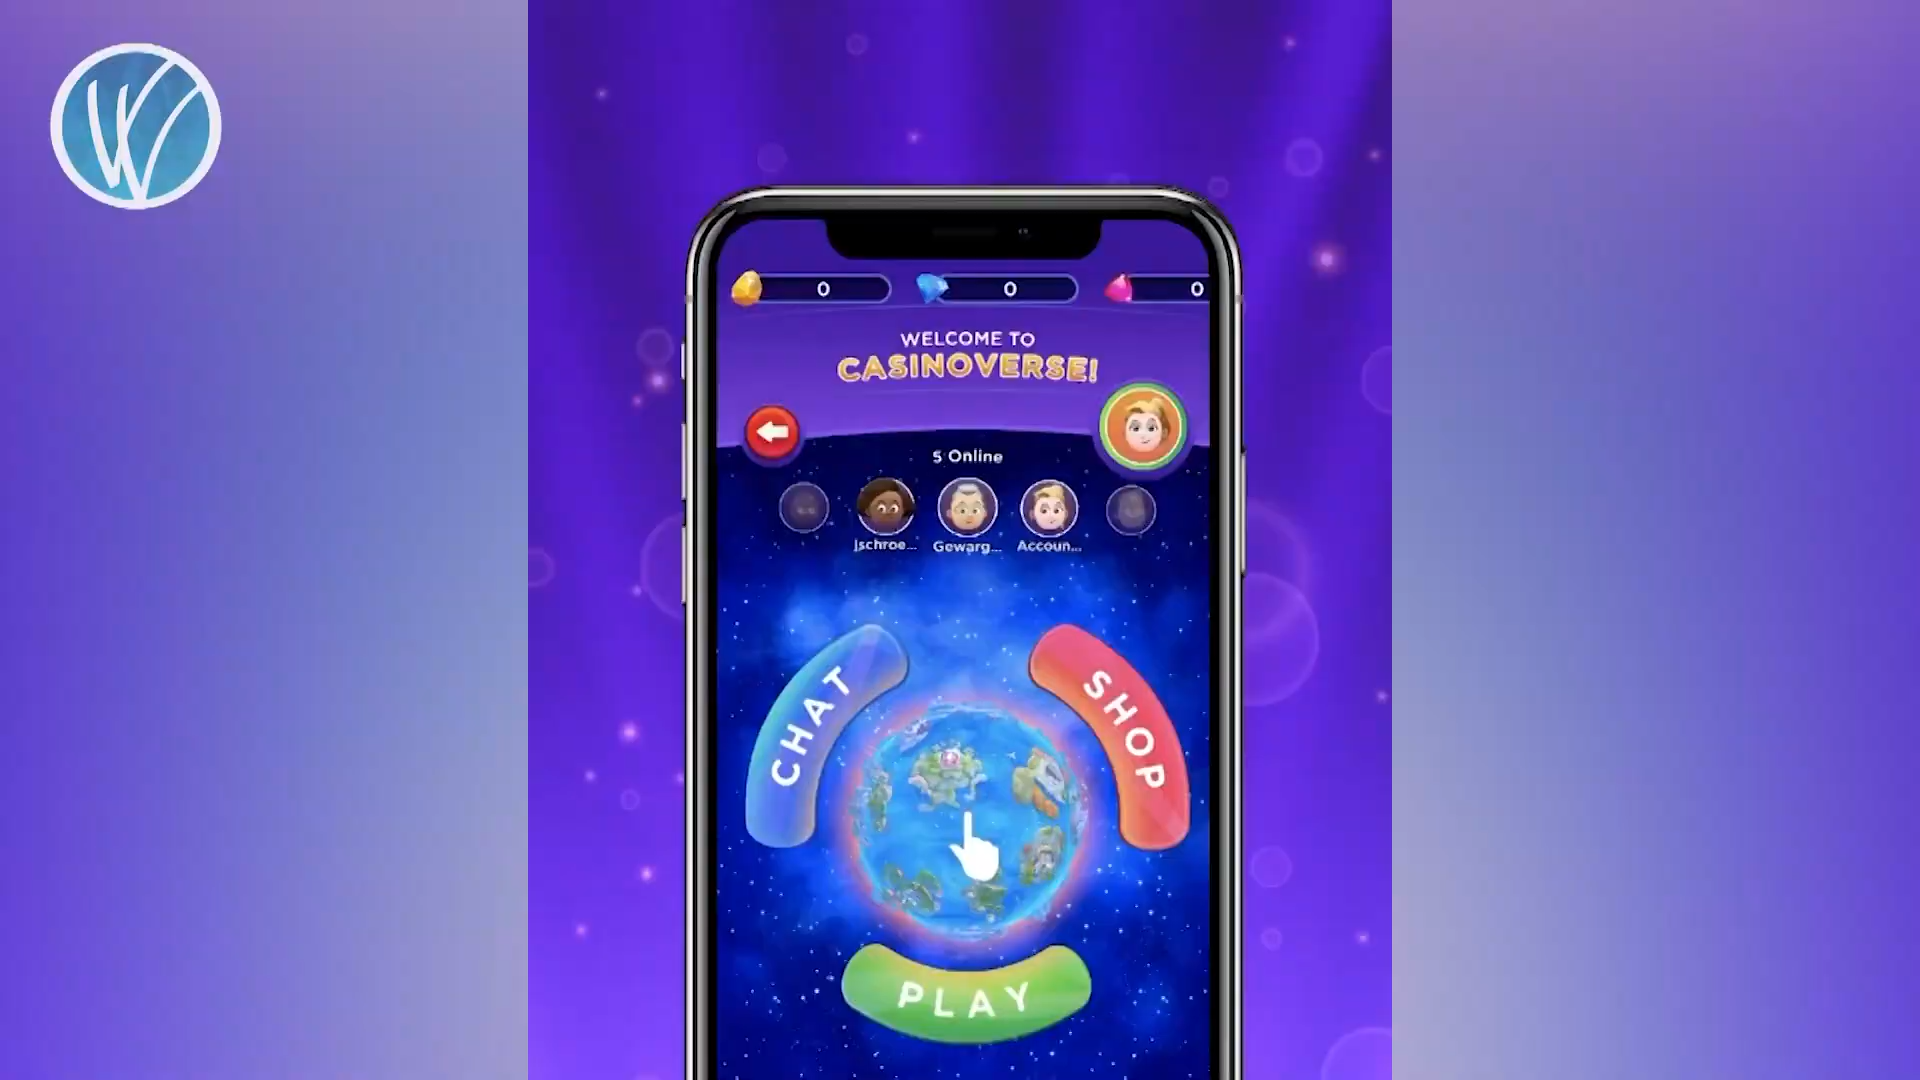 W
0
0
0
WELCOME TO
CASINOVERSE!
5 Online
jschroe...
Gewarg...
Accoun...
CHAT
SHOP
PLAY